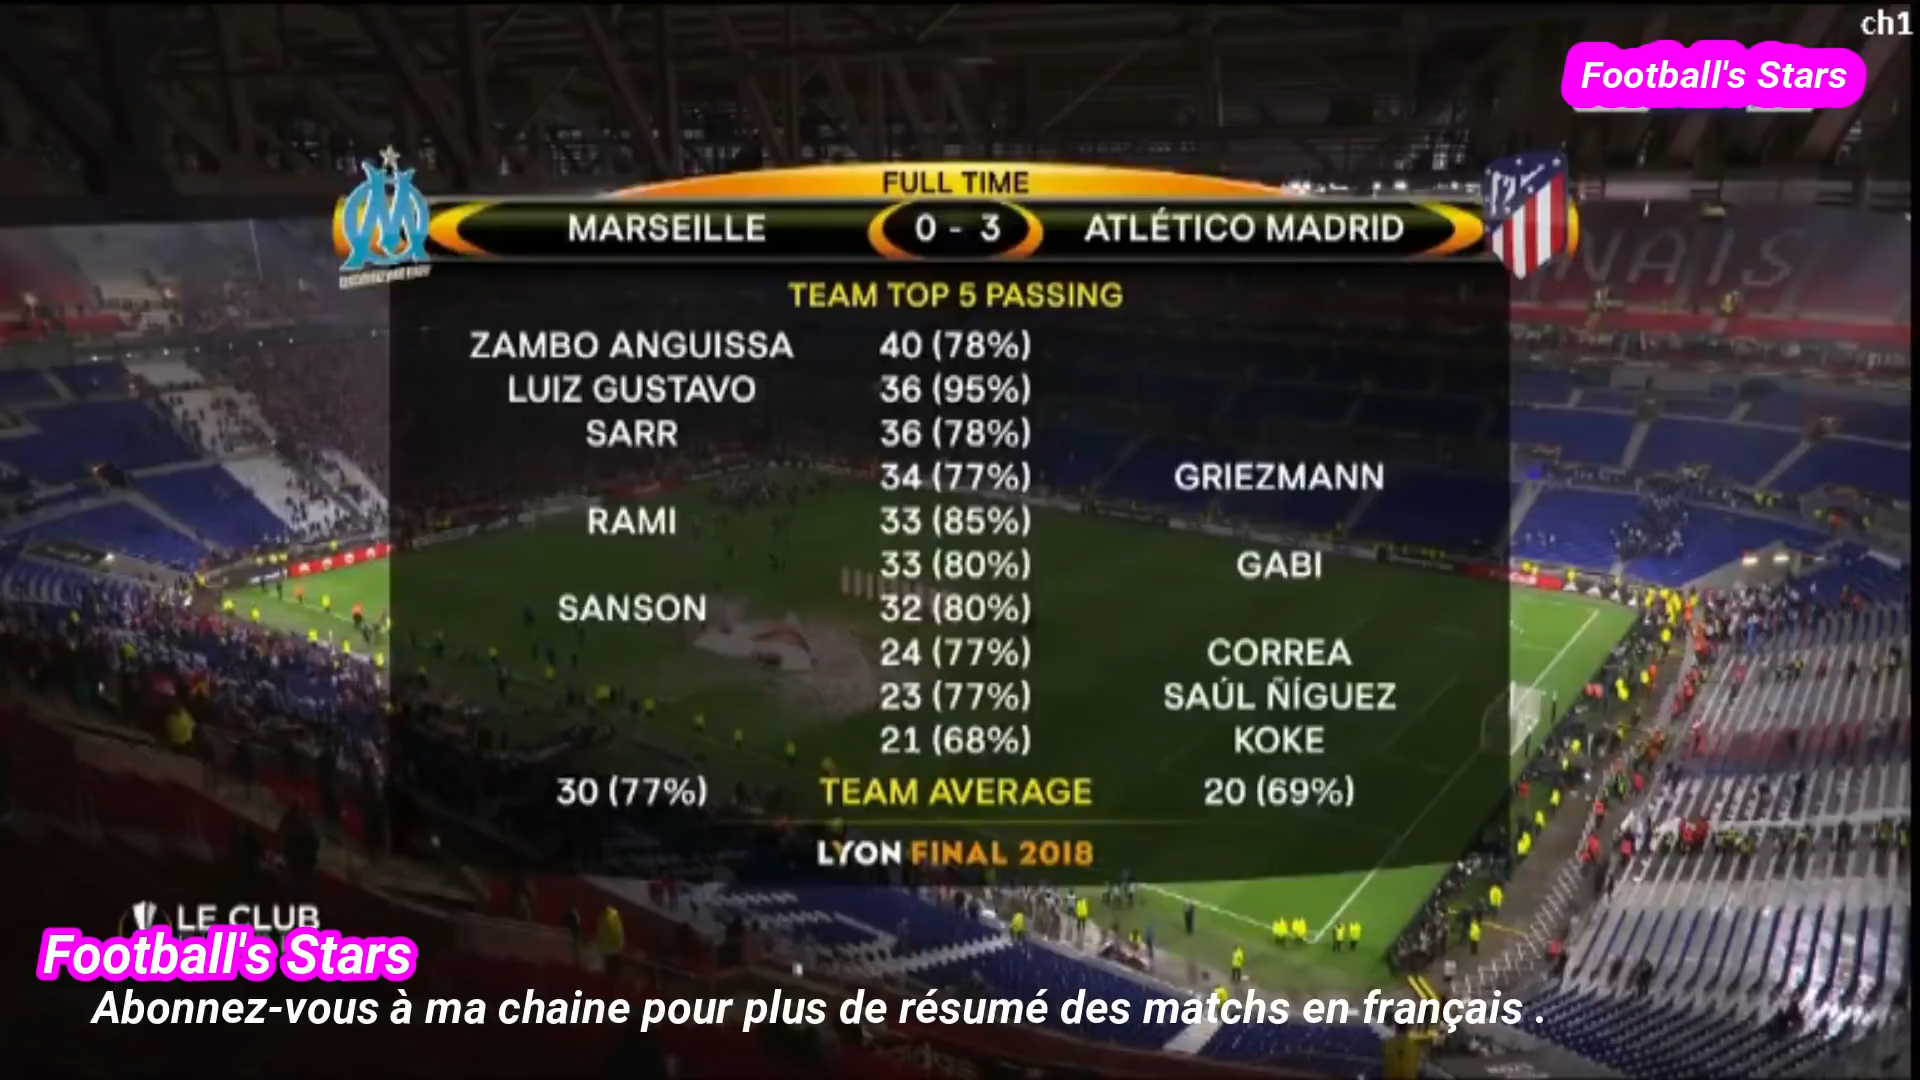 ch1
Football's Stars
FULL TIME
MARSEILLE 0 - 3 ATLÉTICO MADRID
NAIS
TEAM TOP 5 PASSING
ZAMBO ANGUISSA 40 (78%)
LUIZ GUSTAVO 36 (95%)
SARR 36 (78%)
34 (77%) GRIEZMANN
RAMI 33 (85%)
33 (80%) GABI
SANSON 32 (80%)
24 (77%) CORREA
23 (77%) SAÚL ÑÍGUEZ
21 (68%) KOKE
30 (77%) TEAM AVERAGE 20 (69%)
LYON FINAL 2018
LE CLUB
Football's Stars
Abonnez-vous à ma chaine pour plus de résumé des matchs en français .